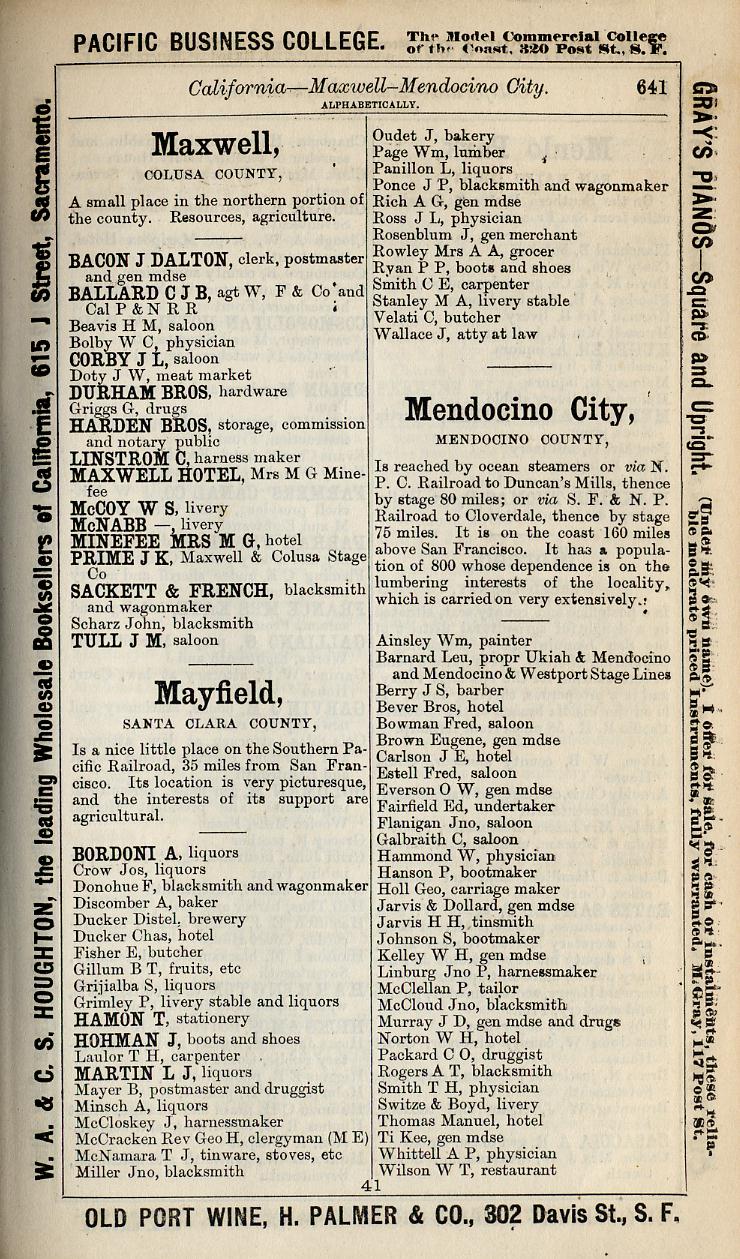 PACIFIC BUSINESS COLLEGE. The Model Commercial College
of the Coast, 320 Post St., S. F.
California—Maxwell–Mendocino City. 641
ALPHABETICALLY.
Maxwell,
COLUSA COUNTY,
A small place in the northern portion of
the county. Resources, agriculture.
BACON J DALTON, clerk, postmaster
and gen mdse
BALLARD C J B, agt W, F & Co and
Cal P & N R R
Beavis H M, saloon
Bolby W C, physician
CORBY J L, saloon
Doty J W, meat market
DURHAM BROS, hardware
Griggs G, drugs
HARDEN BROS, storage, commission
and notary public
LINSTROM C, harness maker
MAXWELL HOTEL, Mrs M G Mine-
fee
McCOY W S, livery
McNABB —, livery
MINEFEE MRS M G, hotel
PRIME J K, Maxwell & Colusa Stage
Co
SACKETT & FRENCH, blacksmith
and wagonmaker
Scharz John, blacksmith
TULL J M, saloon
Mayfield,
SANTA CLARA COUNTY,
Is a nice little place on the Southern Pa-
cific Railroad, 35 miles from San Fran-
cisco. Its location is very picturesque,
and the interests of its support are
agricultural.
BORDONI A, liquors
Crow Jos, liquors
Donohue F, blacksmith and wagonmaker
Discomber A, baker
Ducker Distel, brewery
Ducker Chas, hotel
Fisher E, butcher
Gillum B T, fruits, etc
Grijialba S, liquors
Grimley P, livery stable and liquors
HAMON T, stationery
HOHMAN J, boots and shoes
Laulor T H, carpenter
MARTIN L J, liquors
Mayer B, postmaster and druggist
Minsch A, liquors
McCloskey J, harnessmaker
McCracken Rev Geo H, clergyman (M E)
McNamara T J, tinware, stoves, etc
Miller Jno, blacksmith
Oudet J, bakery
Page Wm, lumber
Panillon L, liquors
Ponce J P, blacksmith and wagonmaker
Rich A G, gen mdse
Ross J L, physician
Rosenblum J, gen merchant
Rowley Mrs A A, grocer
Ryan P P, boots and shoes
Smith C E, carpenter
Stanley M A, livery stable
Velati C, butcher
Wallace J, atty at law
Mendocino City,
MENDOCINO COUNTY,
Is reached by ocean steamers or via N.
P. C. Railroad to Duncan's Mills, thence
by stage 80 miles; or via S. F. & N. P.
Railroad to Cloverdale, thence by stage
75 miles. It is on the coast 160 miles
above San Francisco. It has a popula-
tion of 800 whose dependence is on the
lumbering interests of the locality,
which is carried on very extensively.
Ainsley Wm, painter
Barnard Leu, propr Ukiah & Mendocino
and Mendocino & Westport Stage Lines
Berry J S, barber
Bever Bros, hotel
Bowman Fred, saloon
Brown Eugene, gen mdse
Carlson J E, hotel
Estell Fred, saloon
Everson O W, gen mdse
Fairfield Ed, undertaker
Flanigan Jno, saloon
Galbraith C, saloon
Hammond W, physician
Hanson P, bootmaker
Holl Geo, carriage maker
Jarvis & Dollard, gen mdse
Jarvis H H, tinsmith
Johnson S, bootmaker
Kelley W H, gen mdse
Linburg Jno P, harnessmaker
McClellan P, tailor
McCloud Jno, blacksmith
Murray J D, gen mdse and drugs
Norton W H, hotel
Packard C O, druggist
Rogers A T, blacksmith
Smith T H, physician
Switze & Boyd, livery
Thomas Manuel, hotel
Ti Kee, gen mdse
Whittell A P, physician
Wilson W T, restaurant
41
OLD PORT WINE, H. PALMER & CO., 302 Davis St., S. F.
W. A. & C. S. HOUGHTON, the leading Wholesale Booksellers of California, 615 J Street, Sacramento.
GRAY'S PIANOS—Square and Upright. (Under my own name). I offer for sale, for cash or instalments, these relia-
ble moderate priced Instruments, fully warranted. M. Gray, 117 Post St.